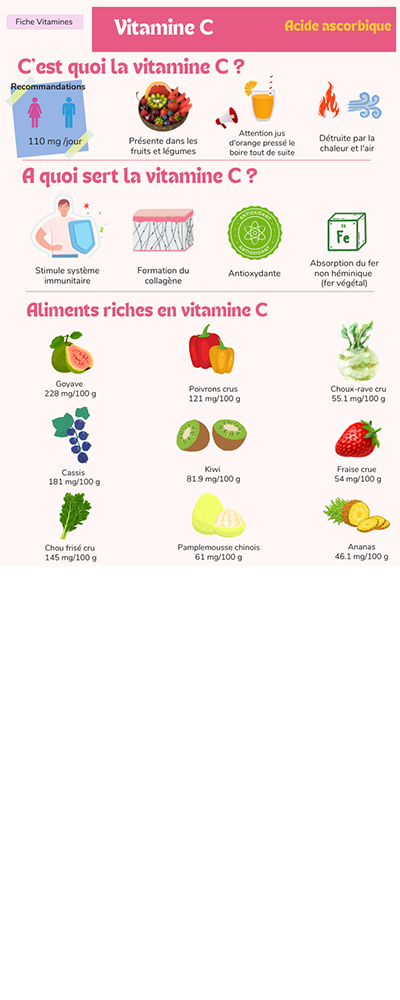 Fiche Vitamines
Vitamine C
Acide ascorbique
C'est quoi la vitamine C ?
Recommandations
110 mg /jour
Présente dans les
fruits et légumes
Attention jus
d'orange pressé le
boire tout de suite
Détruite par la
chaleur et l'air
A quoi sert la vitamine C ?
Stimule système
immunitaire
Formation du
collagène
ANTIOXYDANT
ANTIOXYDANT
Antioxydante
26
Fe
Absorption du fer
non héminique
(fer végétal)
Aliments riches en vitamine C
Goyave
228 mg/100 g
Poivrons crus
121 mg/100 g
Choux-rave cru
55.1 mg/100 g
Cassis
181 mg/100 g
Kiwi
81.9 mg/100 g
Fraise crue
54 mg/100 g
Chou frisé cru
145 mg/100 g
Pamplemousse chinois
61 mg/100 g
Ananas
46.1 mg/100 g